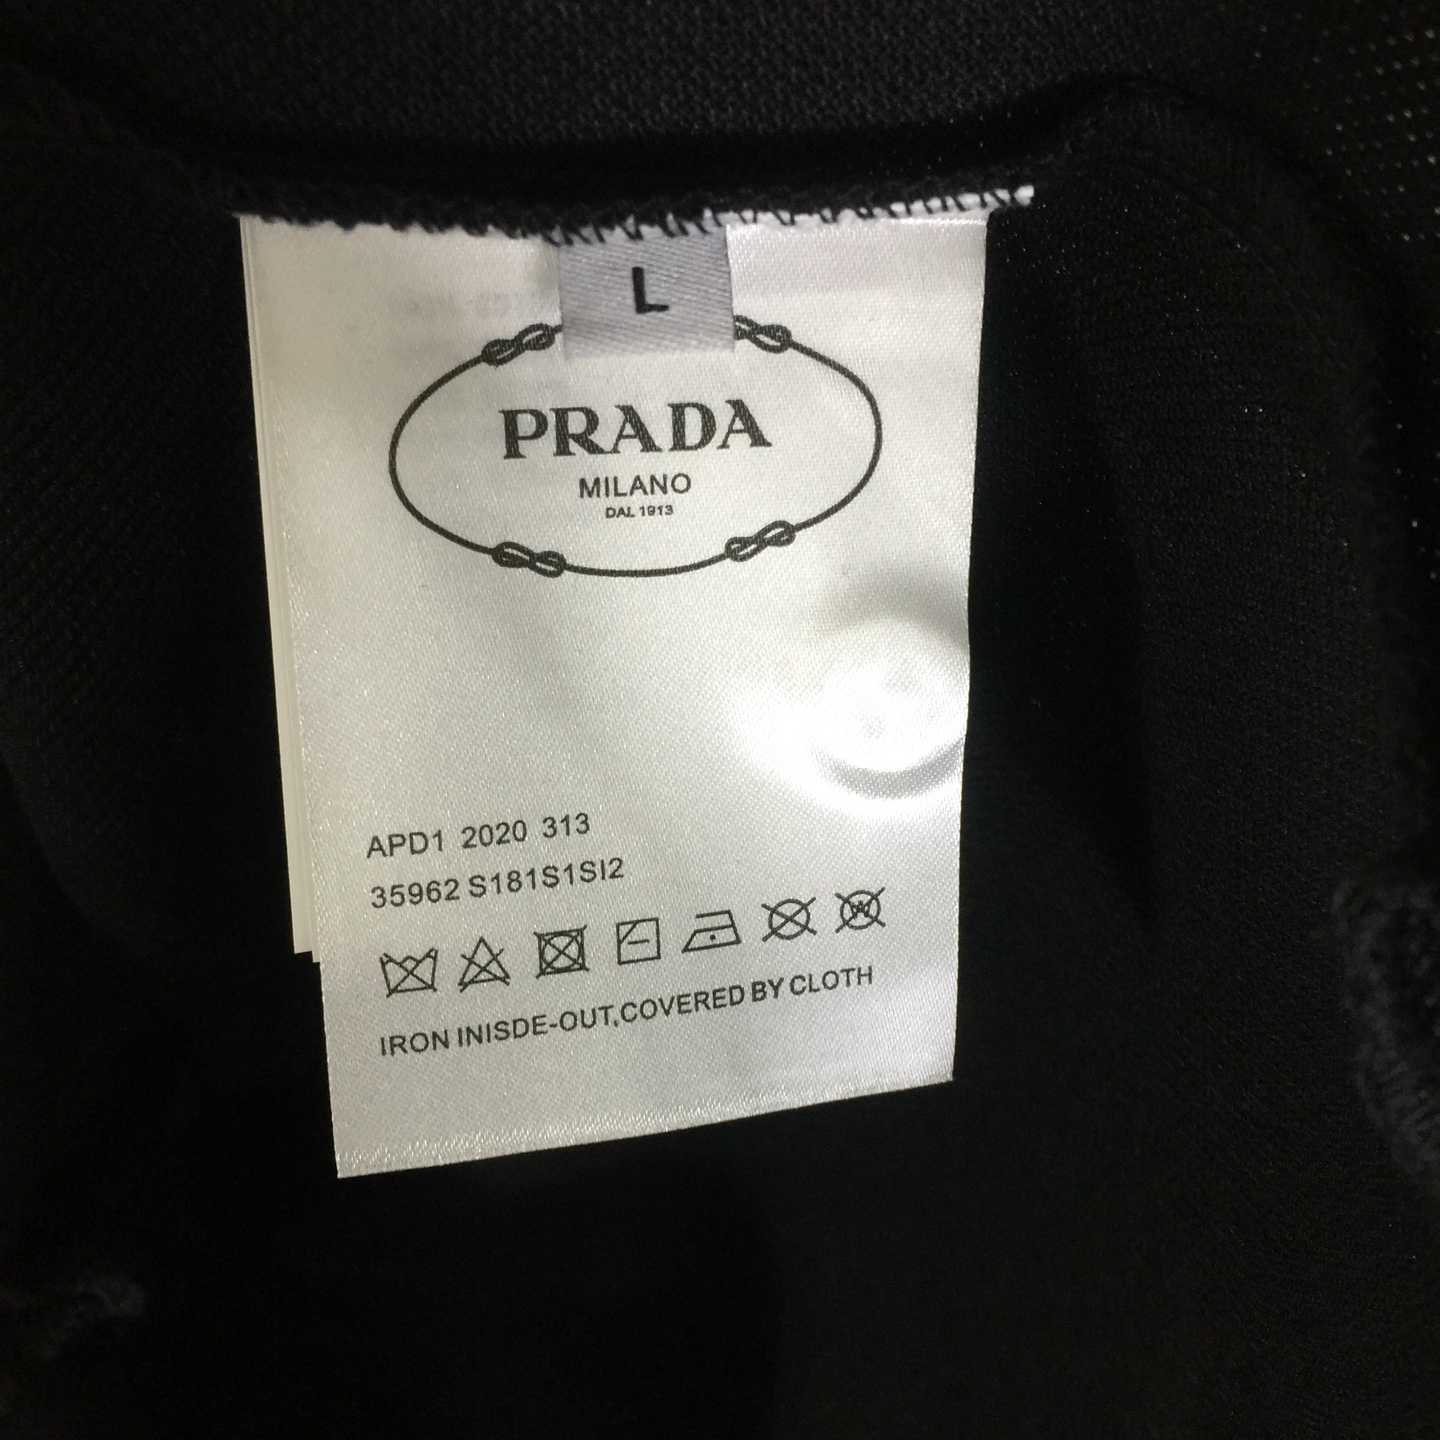 L
PRADA
MILANO
DAL 1913
APD1 2020 313
35962 S181S1SI2
IRON INISDE-OUT,COVERED BY CLOTH